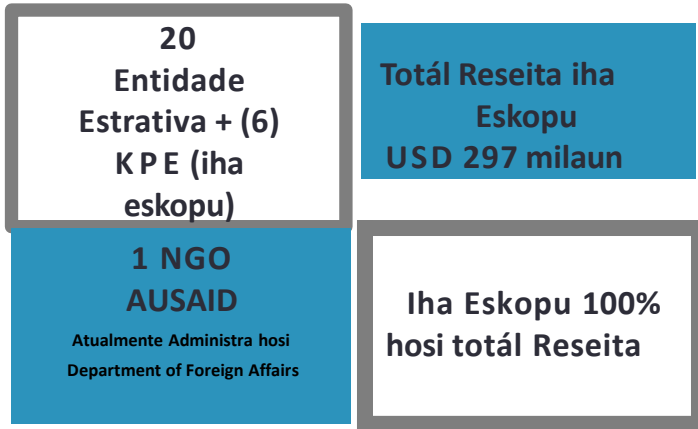 20
Entidade
Estrativa + (6)
KPE (iha
eskopu)
Totál Reseita iha
Eskopu
USD 297 milaun
1 NGO
AUSAID
Atualmente Administra hosi
Department of Foreign Affairs
Iha Eskopu 100%
hosi totál Reseita